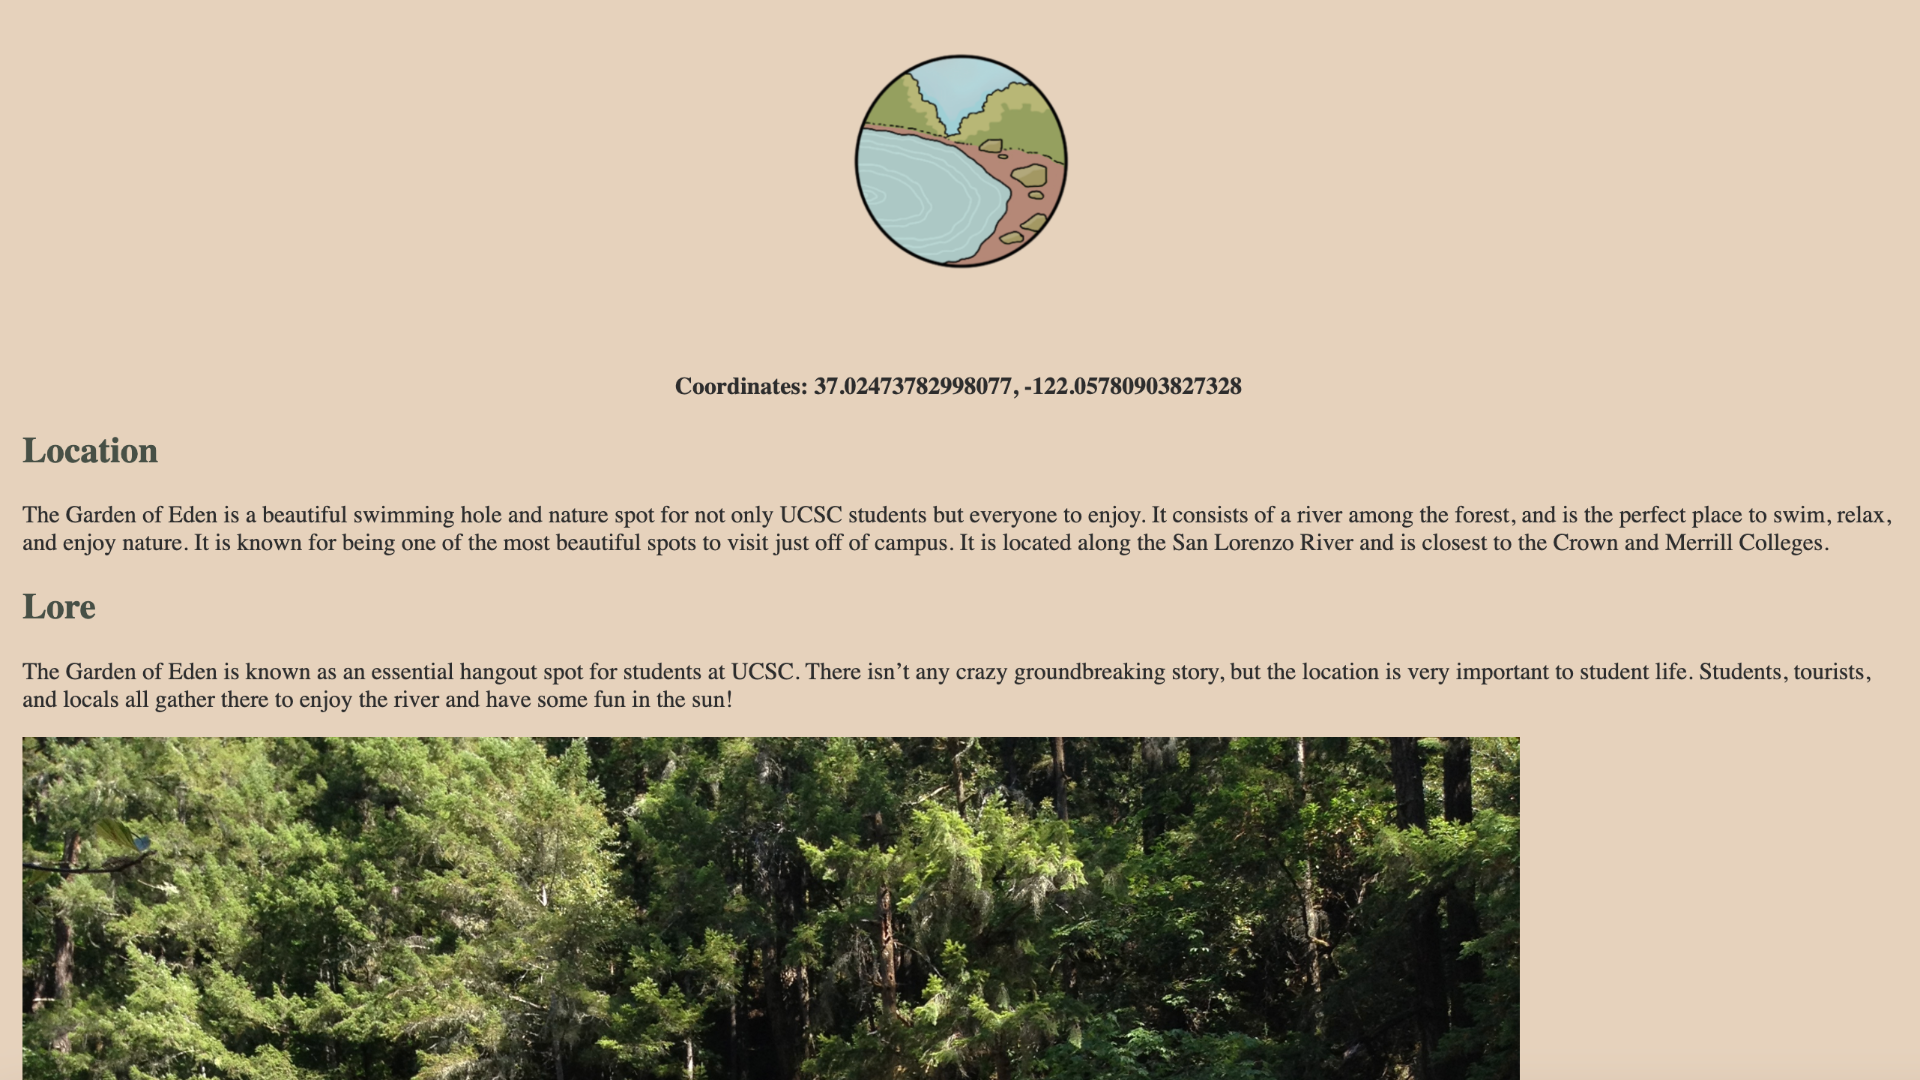 Coordinates: 37.02473782998077, -122.05780903827328
Location
The Garden of Eden is a beautiful swimming hole and nature spot for not only UCSC students but everyone to enjoy. It consists of a river among the forest, and is the perfect place to swim, relax,
and enjoy nature. It is known for being one of the most beautiful spots to visit just off of campus. It is located along the San Lorenzo River and is closest to the Crown and Merrill Colleges.
Lore
The Garden of Eden is known as an essential hangout spot for students at UCSC. There isn’t any crazy groundbreaking story, but the location is very important to student life. Students, tourists,
and locals all gather there to enjoy the river and have some fun in the sun!